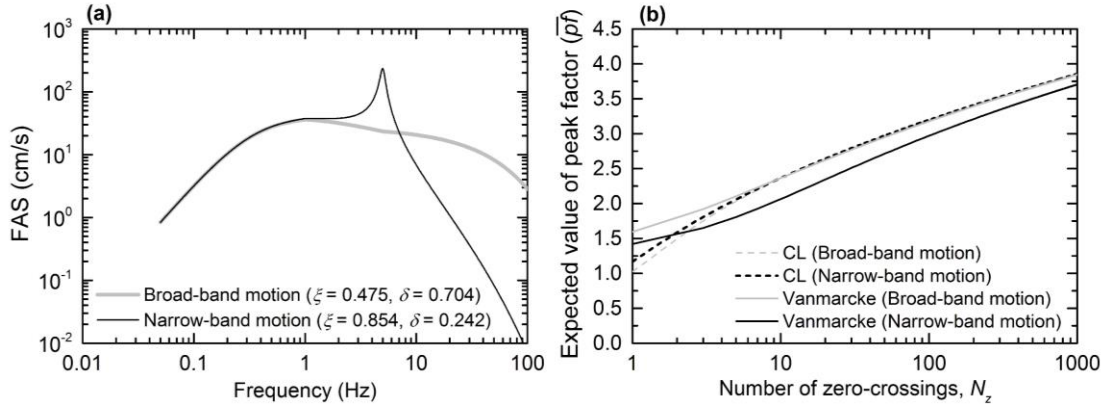 (a)
10³
10²
10¹
10⁰
10⁻¹
10⁻²
FAS (cm/s)
Broad-band motion (ξ = 0.475, δ = 0.704)
Narrow-band motion (ξ = 0.854, δ = 0.242)
0.01 0.1 1 10 100
Frequency (Hz)
(b)
4.5
4.0
3.5
3.0
2.5
2.0
1.5
1.0
0.5
0.0
Expected value of peak factor (p̅f̅)
CL (Broad-band motion)
CL (Narrow-band motion)
Vanmarcke (Broad-band motion)
Vanmarcke (Narrow-band motion)
1 10 100 1000
Number of zero-crossings, N_z